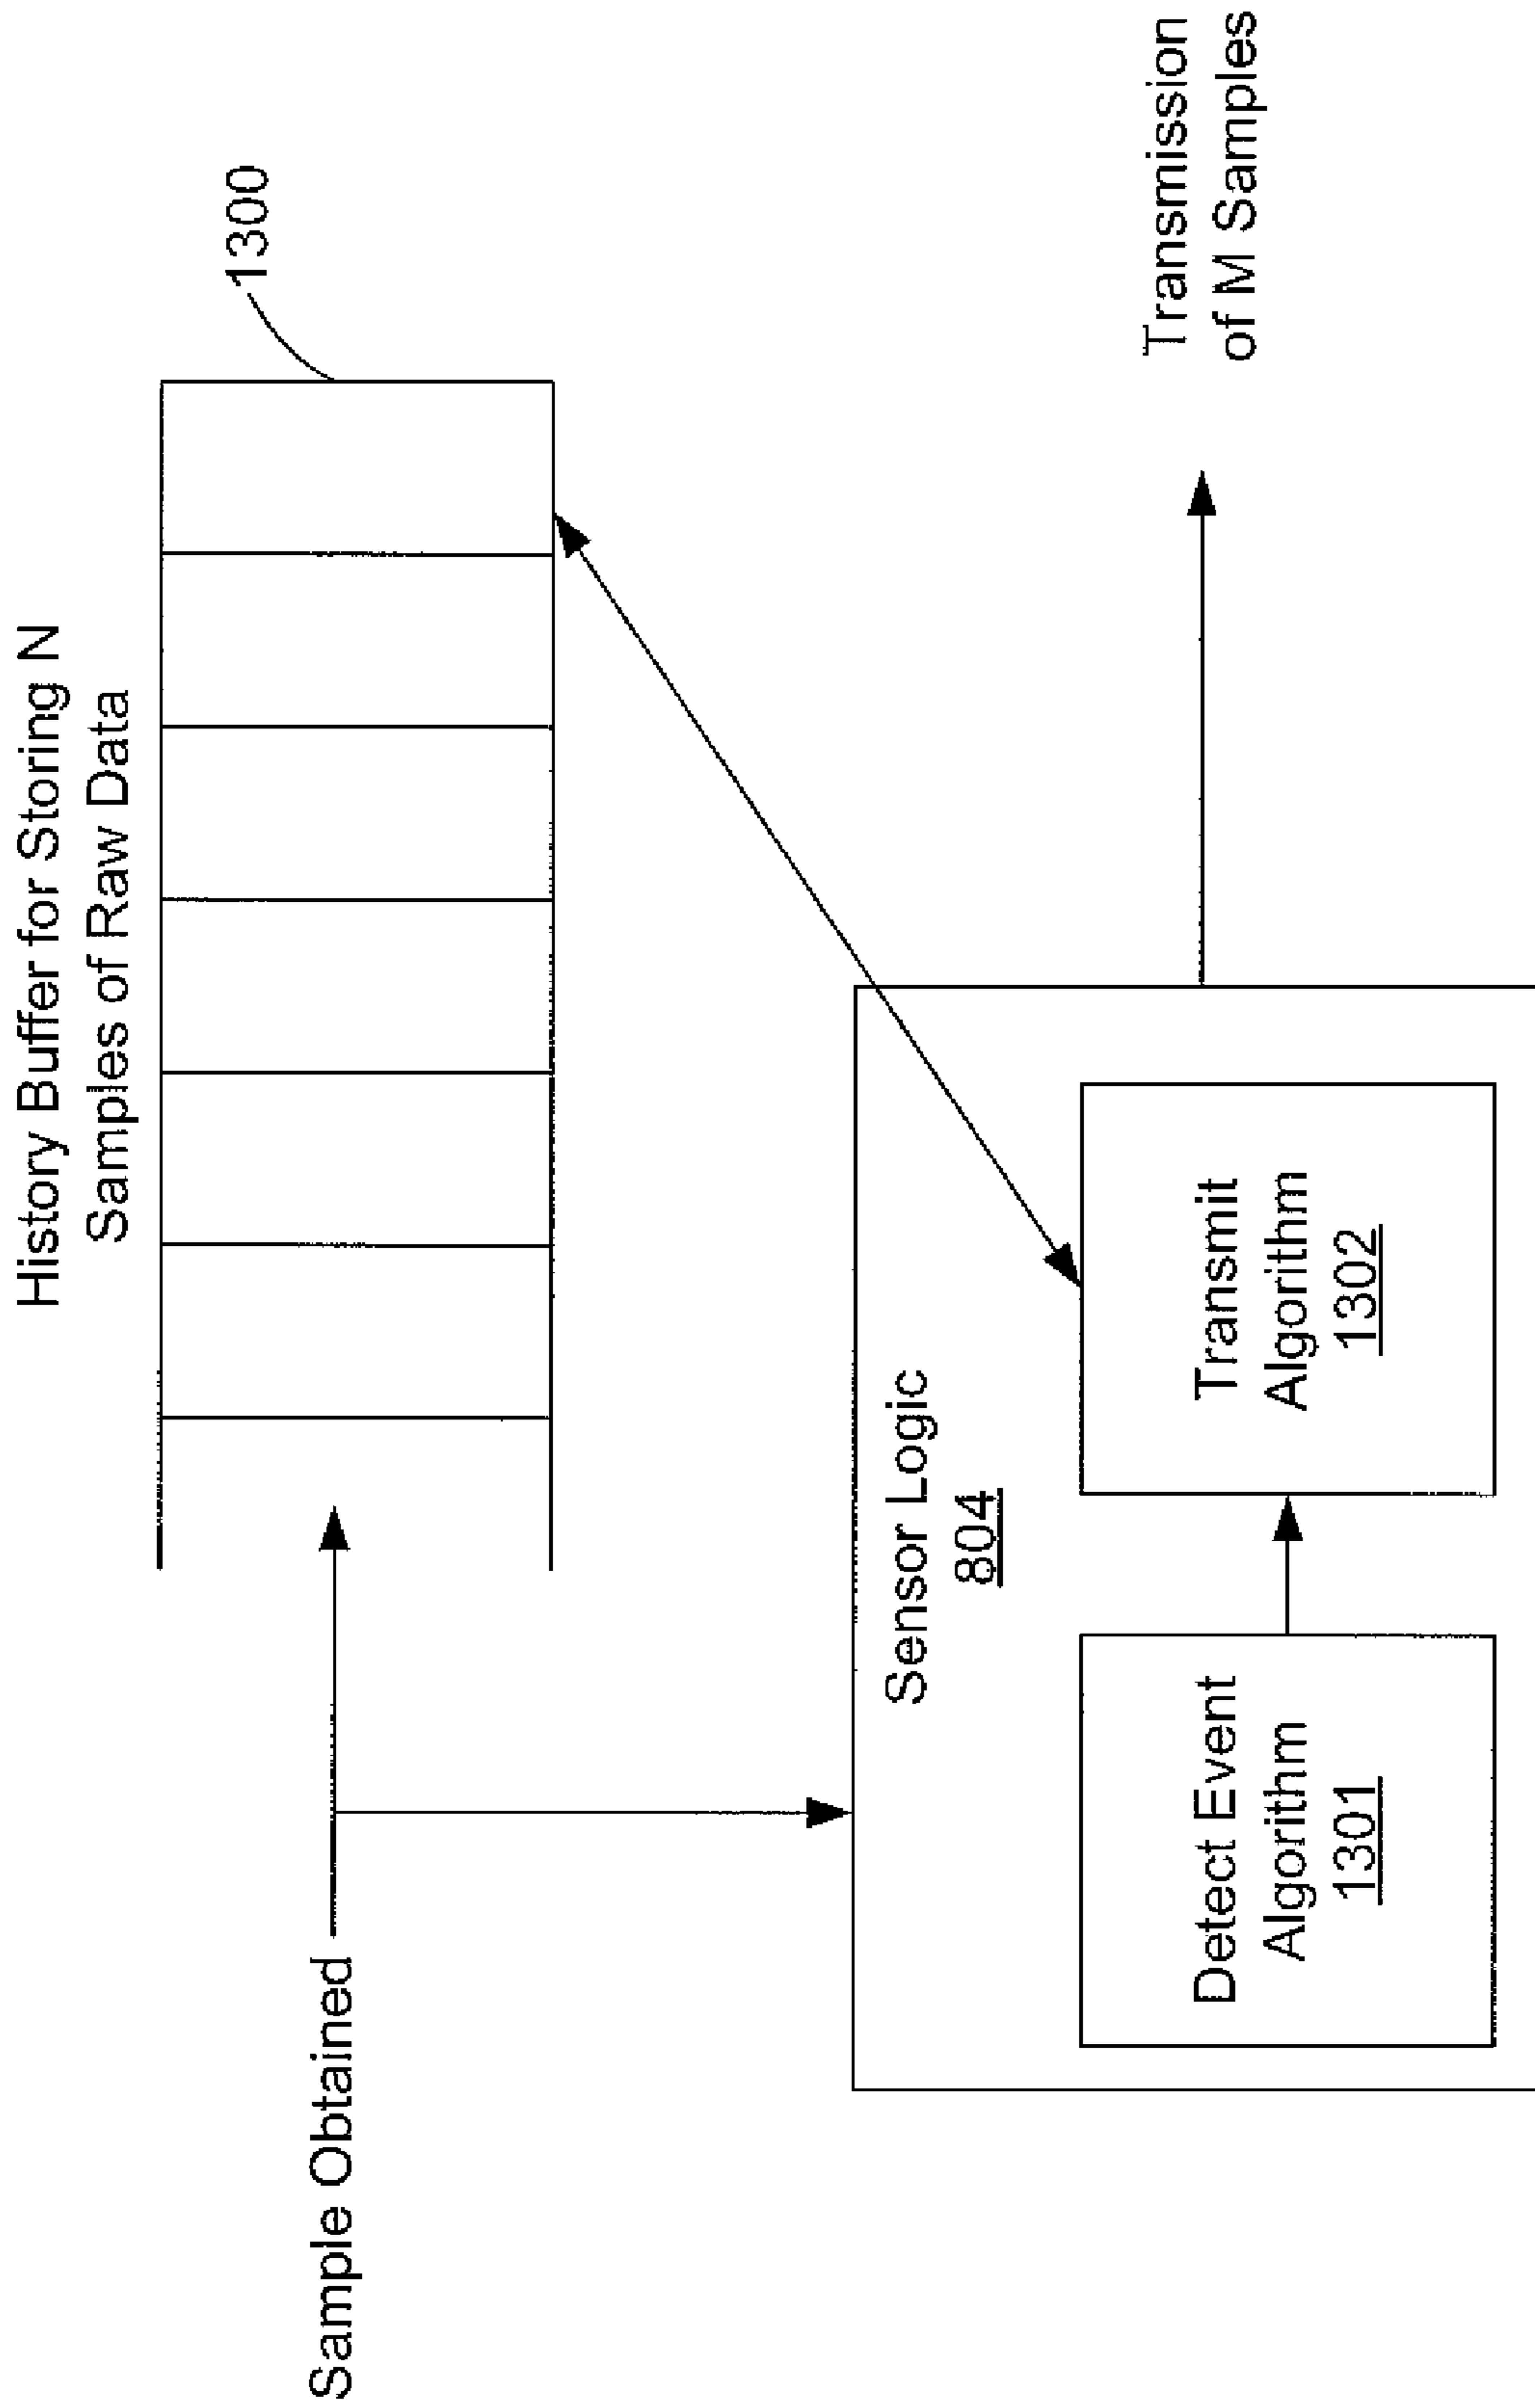 History Buffer for Storing N
Samples of Raw Data
1300
Sample Obtained
Sensor Logic
804
Detect Event
Algorithm
1301
Transmit
Algorithm
1302
Transmission
of M Samples